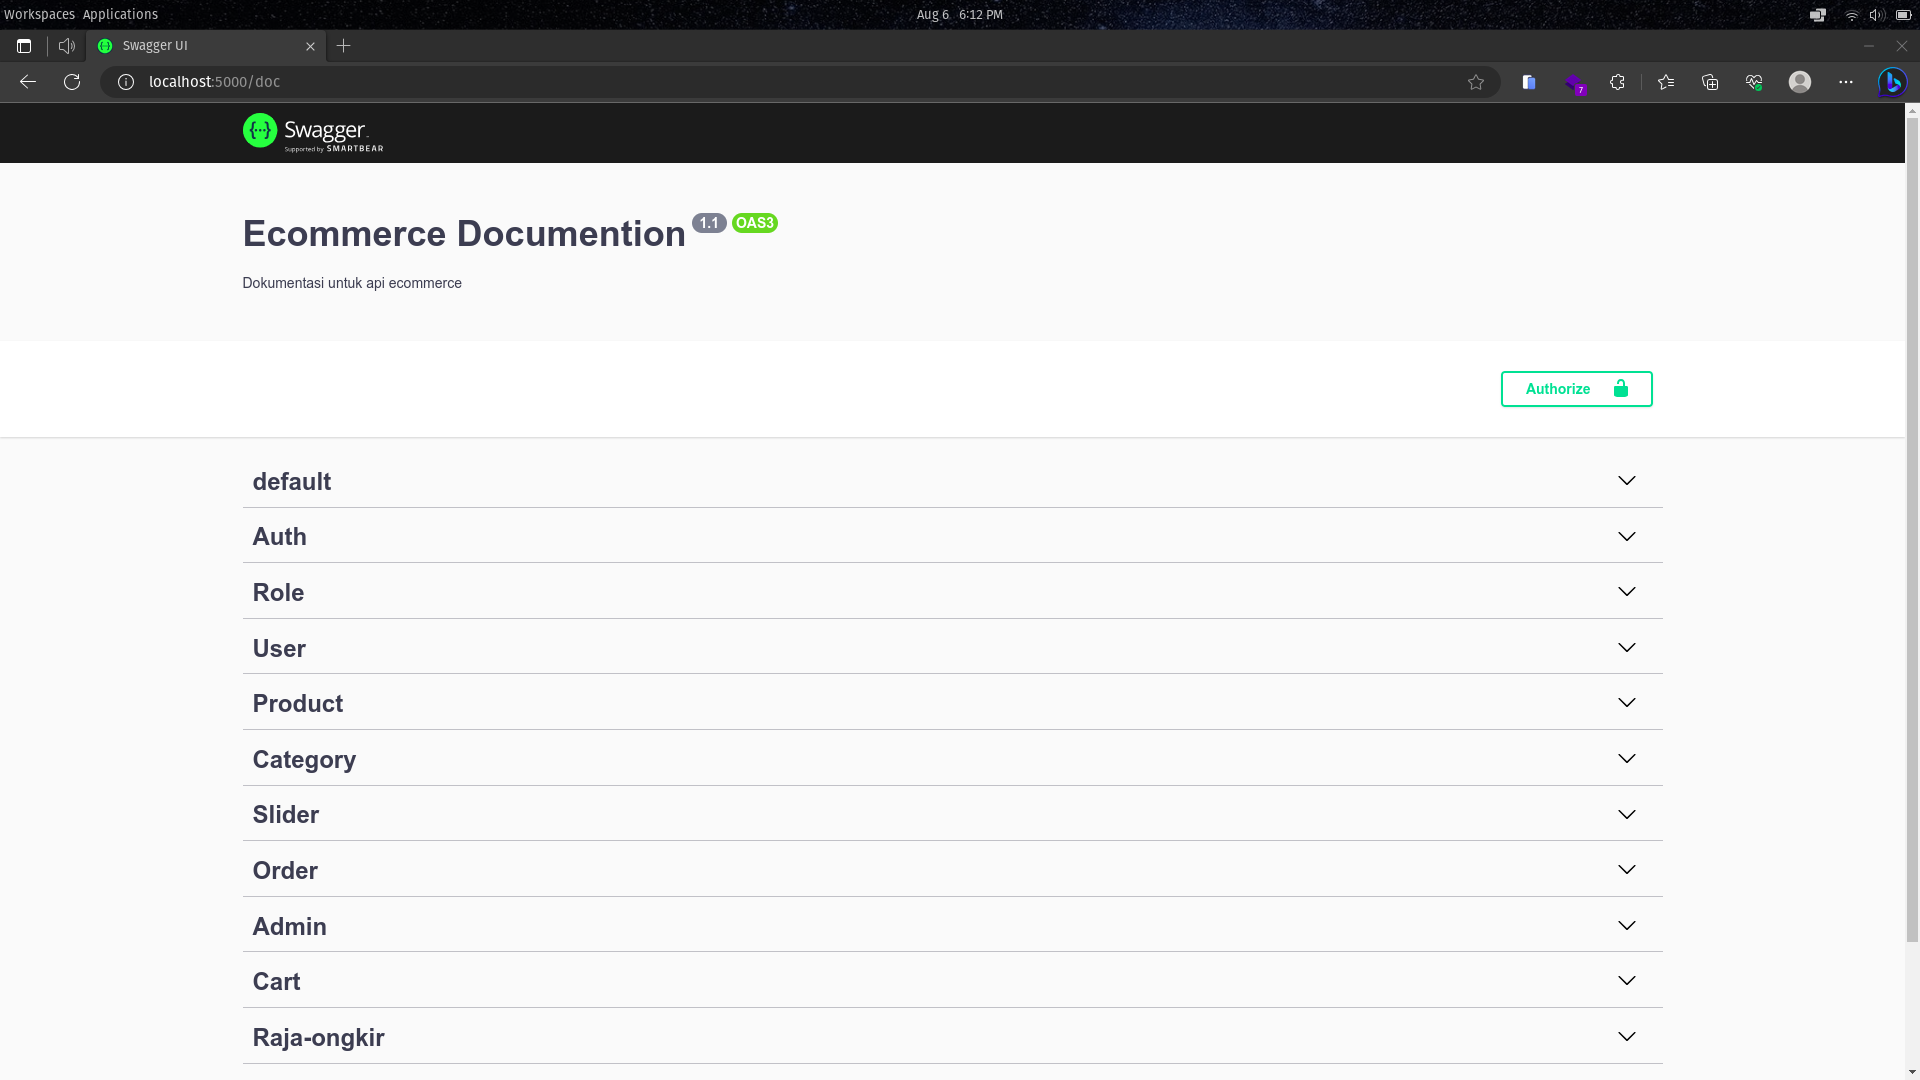 Workspaces Applications Aug 6 6:12 PM
Swagger UI
localhost:5000/doc
7
Swagger
Supported by SMARTBEAR
Ecommerce Documention 1.1 OAS3
Dokumentasi untuk api ecommerce
Authorize
default
Auth
Role
User
Product
Category
Slider
Order
Admin
Cart
Raja-ongkir